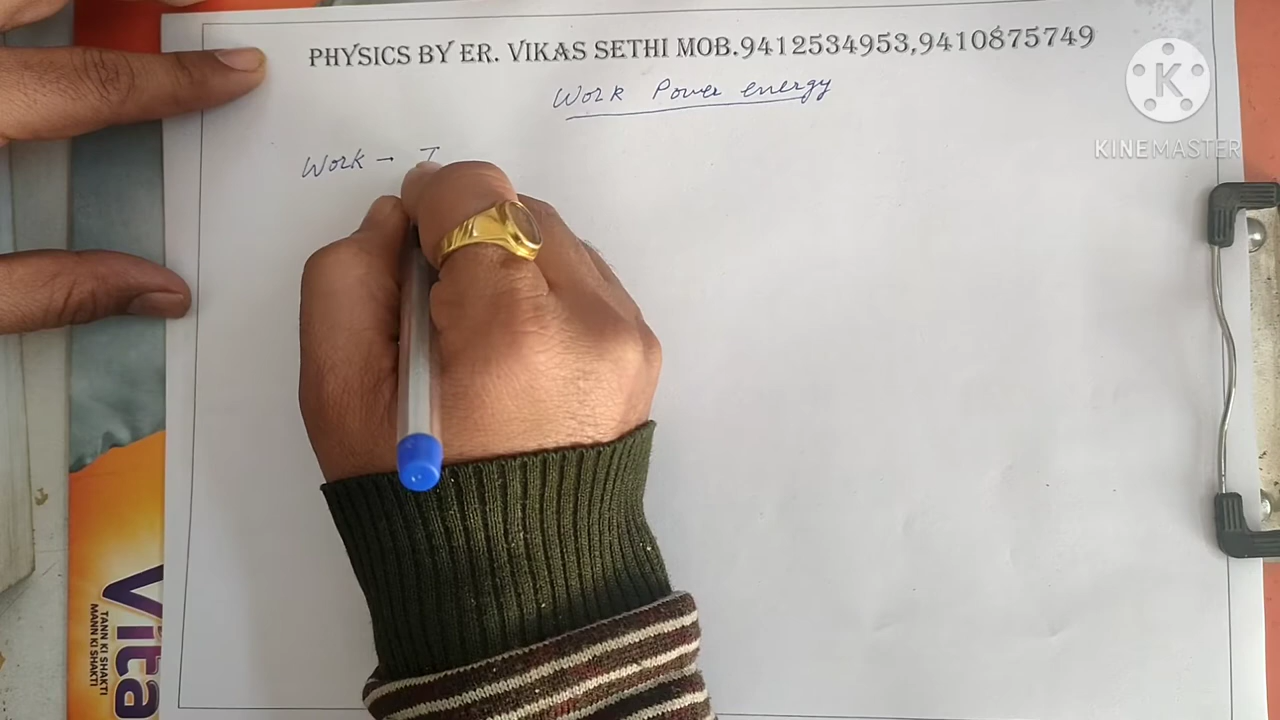 PHYSICS BY ER. VIKAS SETHI MOB.9412534953,9410875749
Work Power energy
Work → I
K
KINEMASTER
Vita
TANN KI SHAKTI
MANN KI SHAKTI